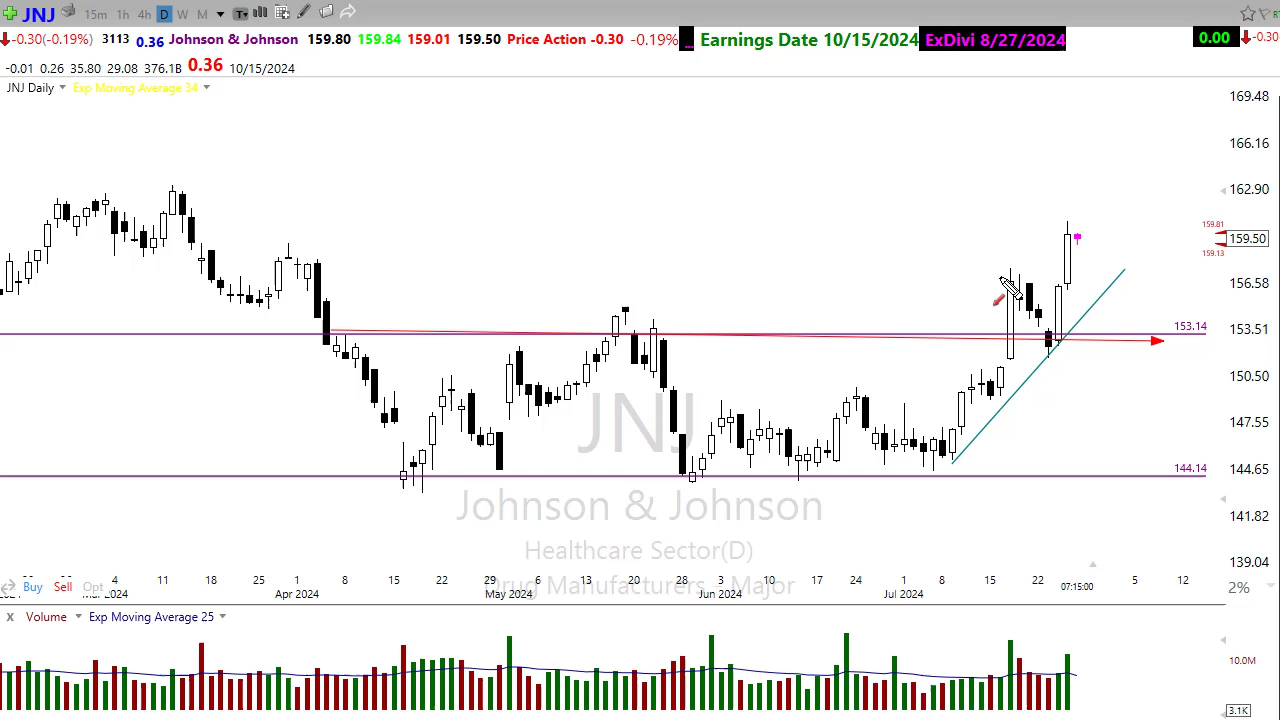 JNJ 15m 1h 4h D W M T
-0.30(-0.19%) 3113 0.36 Johnson & Johnson 159.80 159.84 159.01 159.50 Price Action -0.30 -0.19% ... Earnings Date 10/15/2024 ExDivi 8/27/2024 0.00 -0.30
-0.01 0.26 35.80 29.08 376.1B 0.36 10/15/2024
JNJ Daily Exp Moving Average 34
169.48
166.16
162.90
159.81
159.50
159.13
156.58
153.14
153.51
150.50
147.55
144.14
144.65
141.82
139.04
JNJ
Johnson & Johnson
Healthcare Sector(D)
Drug Manufacturers - Major
4 11 18 25 1 8 15 22 29 6 13 20 28 3 10 17 24 1 8 15 22 5 12
Buy Sell Opt
Mar 2024 Apr 2024 May 2024 Jun 2024 Jul 2024 07:15:00
2%
X Volume Exp Moving Average 25
10.0M
3.1K